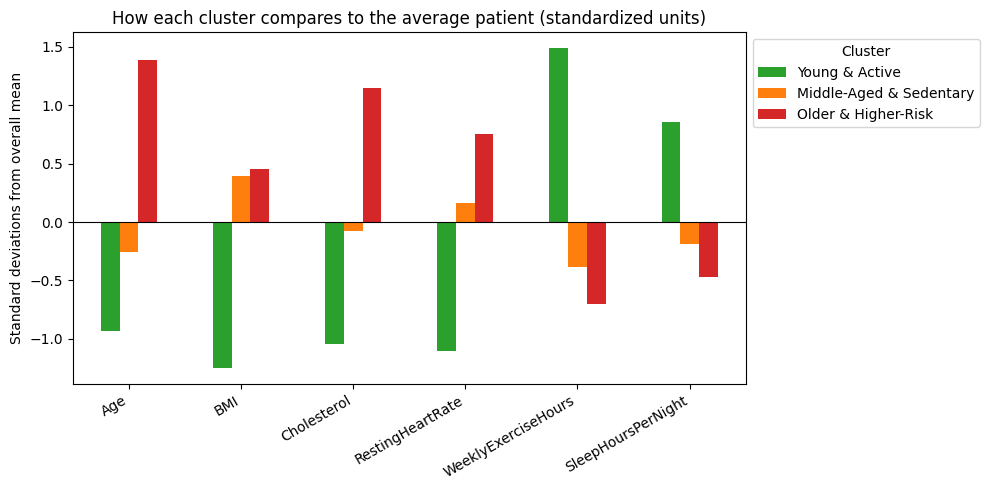 How each cluster compares to the average patient (standardized units)
Standard deviations from overall mean
1.5
1.0
0.5
0.0
−0.5
−1.0
Age
BMI
Cholesterol
RestingHeartRate
WeeklyExerciseHours
SleepHoursPerNight
Cluster
Young & Active
Middle-Aged & Sedentary
Older & Higher-Risk